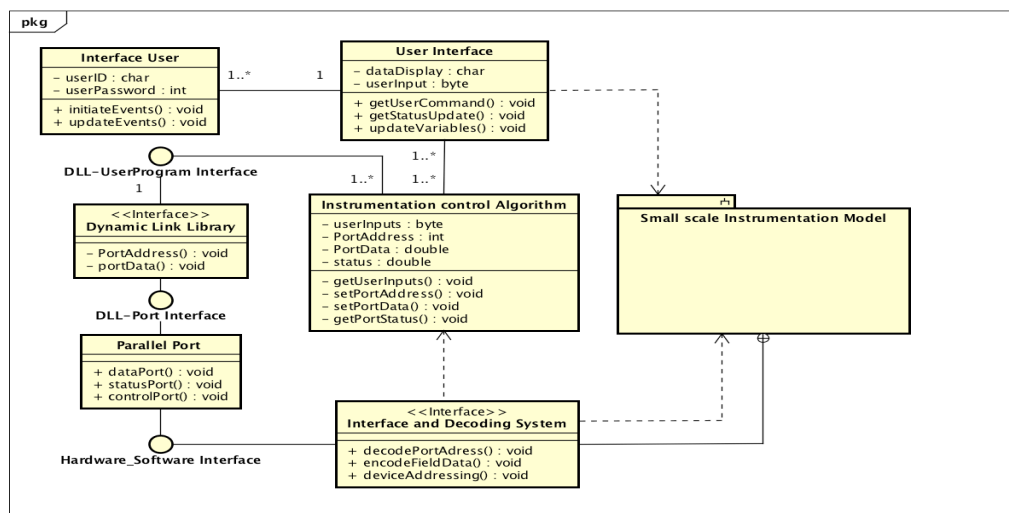 pkg
Interface User
- userID : char
- userPassword : int
+ initiateEvents() : void
+ updateEvents() : void
1..*
1
User Interface
- dataDisplay : char
- userInput : byte
+ getUserCommand() : void
+ getStatusUpdate() : void
+ updateVariables() : void
1..*
1..*
1..*
DLL-UserProgram Interface
1
<<Interface>>
Dynamic Link Library
- PortAddress() : void
- portData() : void
DLL-Port Interface
Parallel Port
+ dataPort() : void
+ statusPort() : void
+ controlPort() : void
Hardware_Software Interface
Instrumentation control Algorithm
- userInputs : byte
- PortAddress : int
- PortData : double
- status : double
- getUserInputs() : void
- setPortAddress() : void
- setPortData() : void
- getPortStatus() : void
Small scale Instrumentation Model
<<Interface>>
Interface and Decoding System
+ decodePortAdress() : void
+ encodeFieldData() : void
+ deviceAddressing() : void